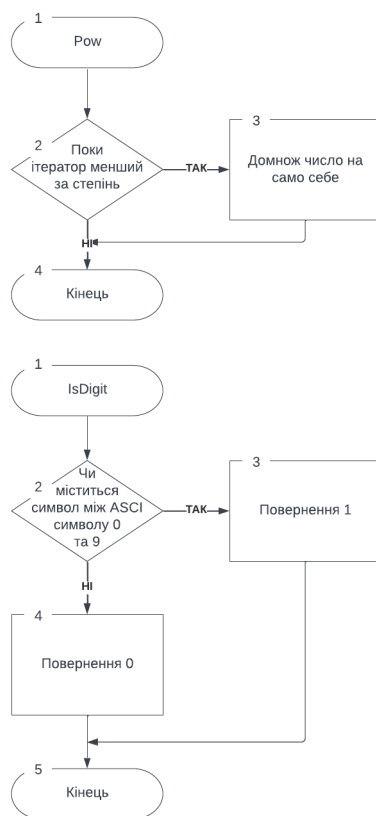 1
Pow
2
Поки
ітератор менший
за степінь
ТАК
3
Домнож число на
само себе
НІ
4
Кінець
1
IsDigit
2
Чи
міститься
символ між ASCI
символу 0
та 9
ТАК
3
Повернення 1
НІ
4
Повернення 0
5
Кінець